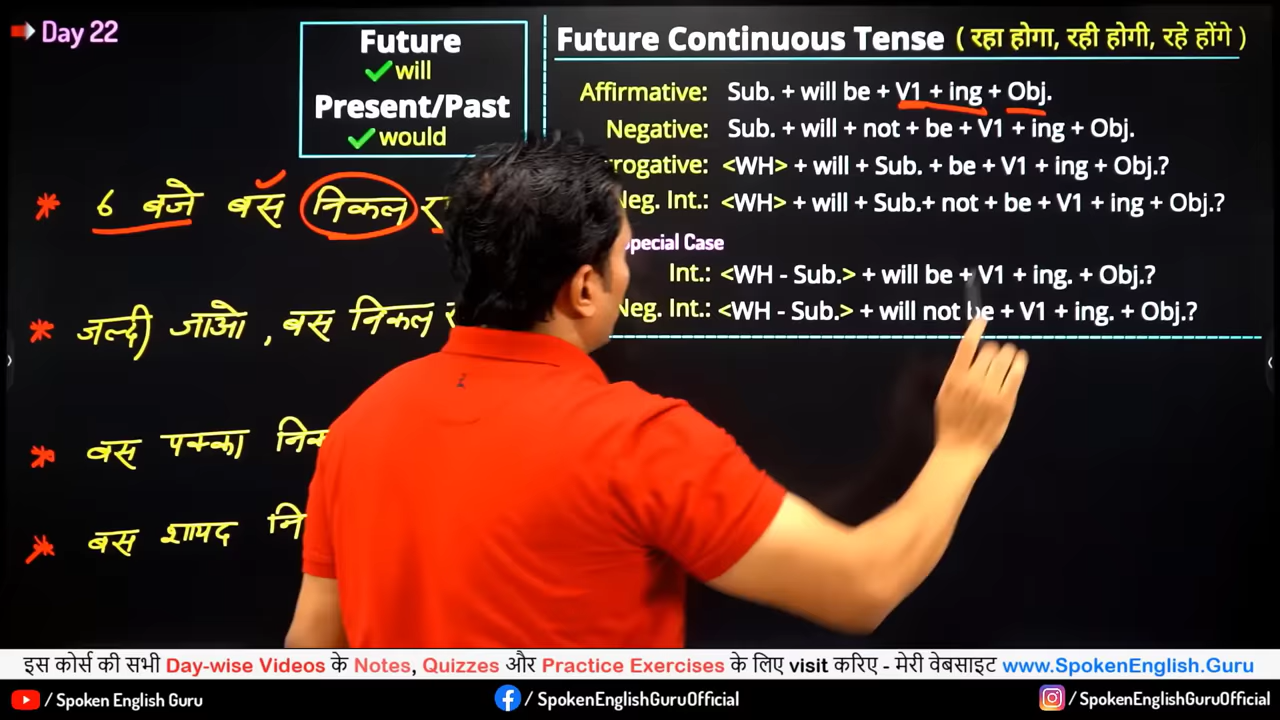 Day 22
Future
will
Present/Past
would
Future Continuous Tense ( रहा होगा, रही होगी, रहे होंगे )
Affirmative: Sub. + will be + V1 + ing + Obj.
Negative: Sub. + will + not + be + V1 + ing + Obj.
<WH> + will + Sub. + be + V1 + ing + Obj.?
Neg. Int.: <WH> + will + Sub.+ not + be + V1 + ing + Obj.?
Special Case
Int.: <WH - Sub.> + will be + V1 + ing. + Obj.?
Neg. Int.: <WH - Sub.> + will not be + V1 + ing. + Obj.?
* 6 बजे बस निकल
* जल्दी जाओ , बस निकल
* बस पक्का
* बस शायद
इस कोर्स की सभी Day-wise Videos के Notes, Quizzes और Practice Exercises के लिए visit करिए - मेरी वेबसाइट www.SpokenEnglish.Guru
/ Spoken English Guru
/ SpokenEnglishGuruOfficial
/ SpokenEnglishGuruOfficial